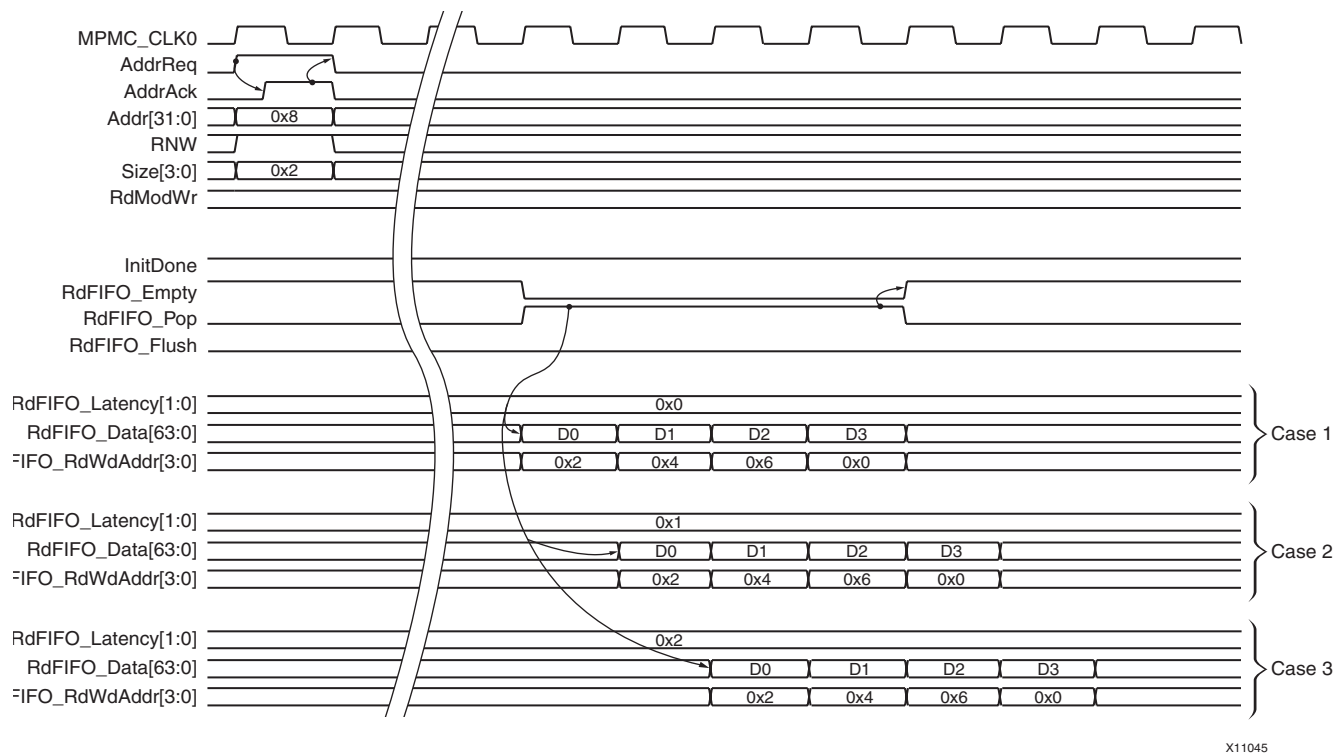 MPMC_CLK0
AddrReq
AddrAck
Addr[31:0] 0x8
RNW
Size[3:0] 0x2
RdModWr
InitDone
RdFIFO_Empty
RdFIFO_Pop
RdFIFO_Flush
RdFIFO_Latency[1:0] 0x0
RdFIFO_Data[63:0] D0 D1 D2 D3 Case 1
FIFO_RdWdAddr[3:0] 0x2 0x4 0x6 0x0
RdFIFO_Latency[1:0] 0x1
RdFIFO_Data[63:0] D0 D1 D2 D3 Case 2
FIFO_RdWdAddr[3:0] 0x2 0x4 0x6 0x0
RdFIFO_Latency[1:0] 0x2
RdFIFO_Data[63:0] D0 D1 D2 D3 Case 3
FIFO_RdWdAddr[3:0] 0x2 0x4 0x6 0x0
X11045